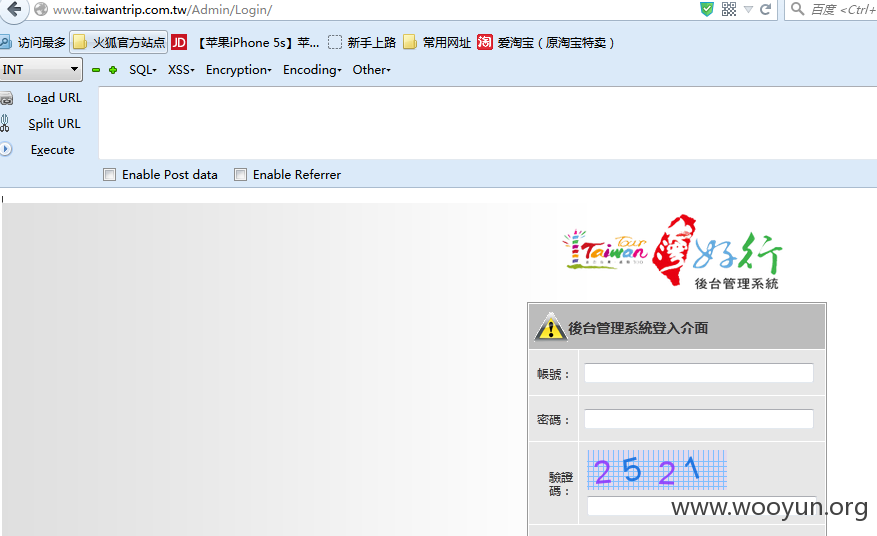 www.taiwantrip.com.tw/Admin/Login/
百度 <Ctrl+
访问最多 火狐官方站点 JD 【苹果iPhone 5s】苹... 新手上路 常用网址 淘 爱淘宝（原淘宝特卖）
INT SQL XSS Encryption Encoding Other
Load URL
Split URL
Execute
Enable Post data Enable Referrer
Tour
Taiwan
台灣好行
後台管理系統
後台管理系統登入介面
帳號：
密碼：
2521
驗證
碼：
www.wooyun.org